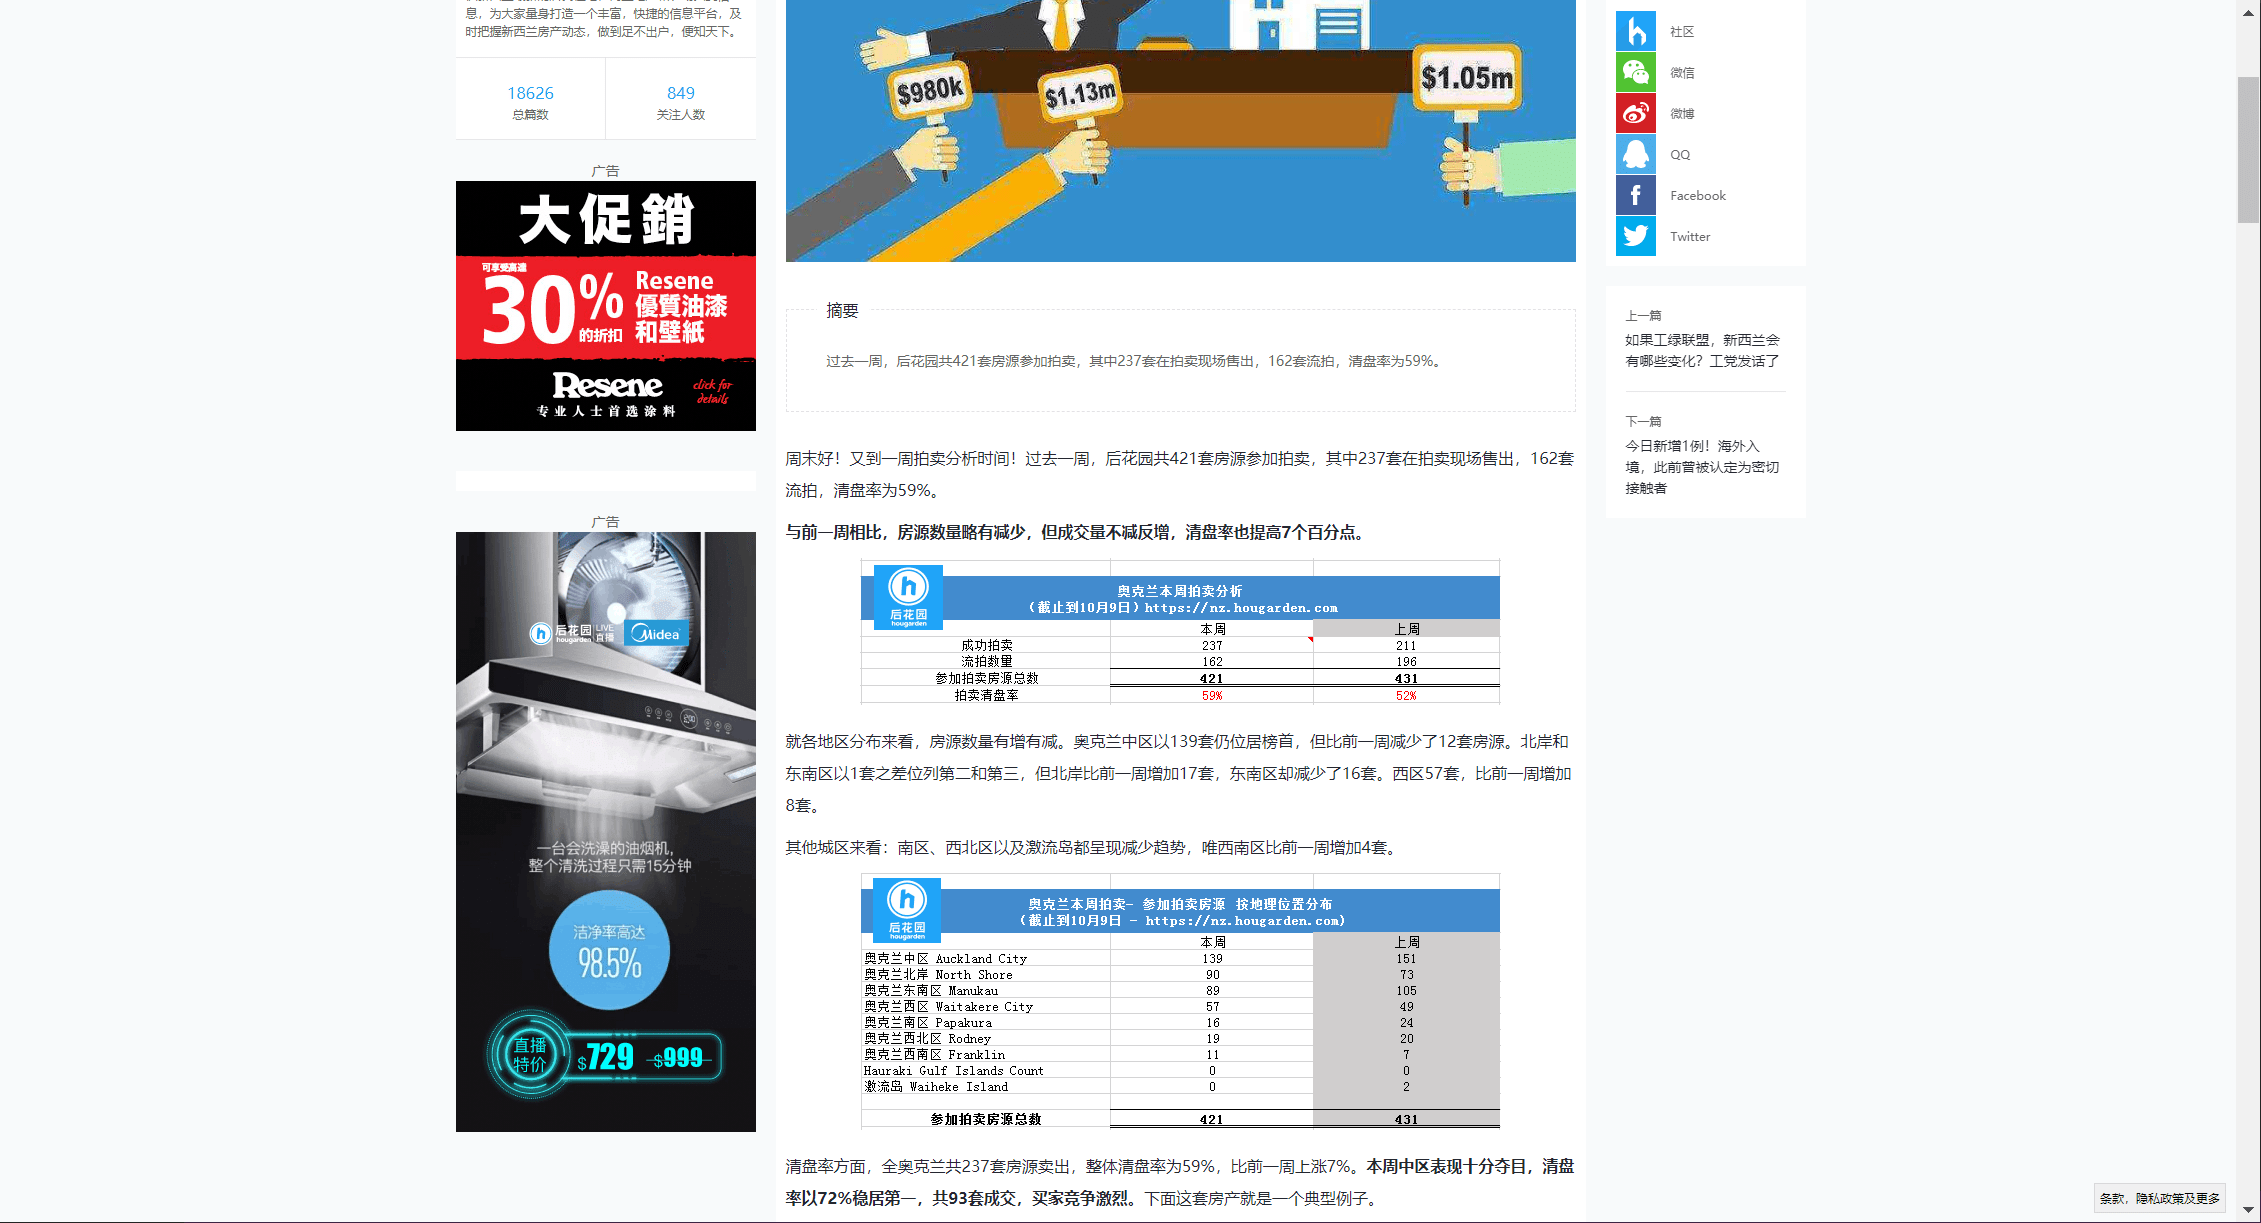 息，为大家量身打造一个丰富，快捷的信息平台，及
时把握新西兰房产动态，做到足不出户，便知天下。
18626
总篇数
849
关注人数
广告
大促銷
可享受高達
30%
的折扣
Resene
優質油漆
和壁紙
Resene
专业人士首选涂料
click for
details
广告
后花园
hougarden
LIVE
直播
Midea
一台会洗澡的油烟机，
整个清洗过程只需15分钟
洁净率高达
98.5%
直播
特价
$729
$999
$980k
$1.13m
$1.05m
摘要
过去一周，后花园共421套房源参加拍卖，其中237套在拍卖现场售出，162套流拍，清盘率为59%。
周末好！又到一周拍卖分析时间！过去一周，后花园共421套房源参加拍卖，其中237套在拍卖现场售出，162套
流拍，清盘率为59%。
与前一周相比，房源数量略有减少，但成交量不减反增，清盘率也提高7个百分点。
后花园
hougarden
奥克兰本周拍卖分析
（截止到10月9日）https://nz.hougarden.com
本周 上周
成功拍卖 237 211
流拍数量 162 196
参加拍卖房源总数 421 431
拍卖清盘率 59% 52%
就各地区分布来看，房源数量有增有减。奥克兰中区以139套仍位居榜首，但比前一周减少了12套房源。北岸和
东南区以1套之差位列第二和第三，但北岸比前一周增加17套，东南区却减少了16套。西区57套，比前一周增加
8套。
其他城区来看：南区、西北区以及激流岛都呈现减少趋势，唯西南区比前一周增加4套。
后花园
hougarden
奥克兰本周拍卖- 参加拍卖房源 按地理位置分布
（截止到10月9日 - https://nz.hougarden.com)
本周 上周
奥克兰中区 Auckland City 139 151
奥克兰北岸 North Shore 90 73
奥克兰东南区 Manukau 89 105
奥克兰西区 Waitakere City 57 49
奥克兰南区 Papakura 16 24
奥克兰西北区 Rodney 19 20
奥克兰西南区 Franklin 11 7
Hauraki Gulf Islands Count 0 0
激流岛 Waiheke Island 0 2
参加拍卖房源总数 421 431
清盘率方面，全奥克兰共237套房源卖出，整体清盘率为59%，比前一周上涨7%。本周中区表现十分夺目，清盘
率以72%稳居第一，共93套成交，买家竞争激烈。下面这套房产就是一个典型例子。
社区
微信
微博
QQ
Facebook
Twitter
上一篇
如果工绿联盟，新西兰会
有哪些变化？工党发话了
下一篇
今日新增1例！海外入
境，此前曾被认定为密切
接触者
条款，隐私政策及更多